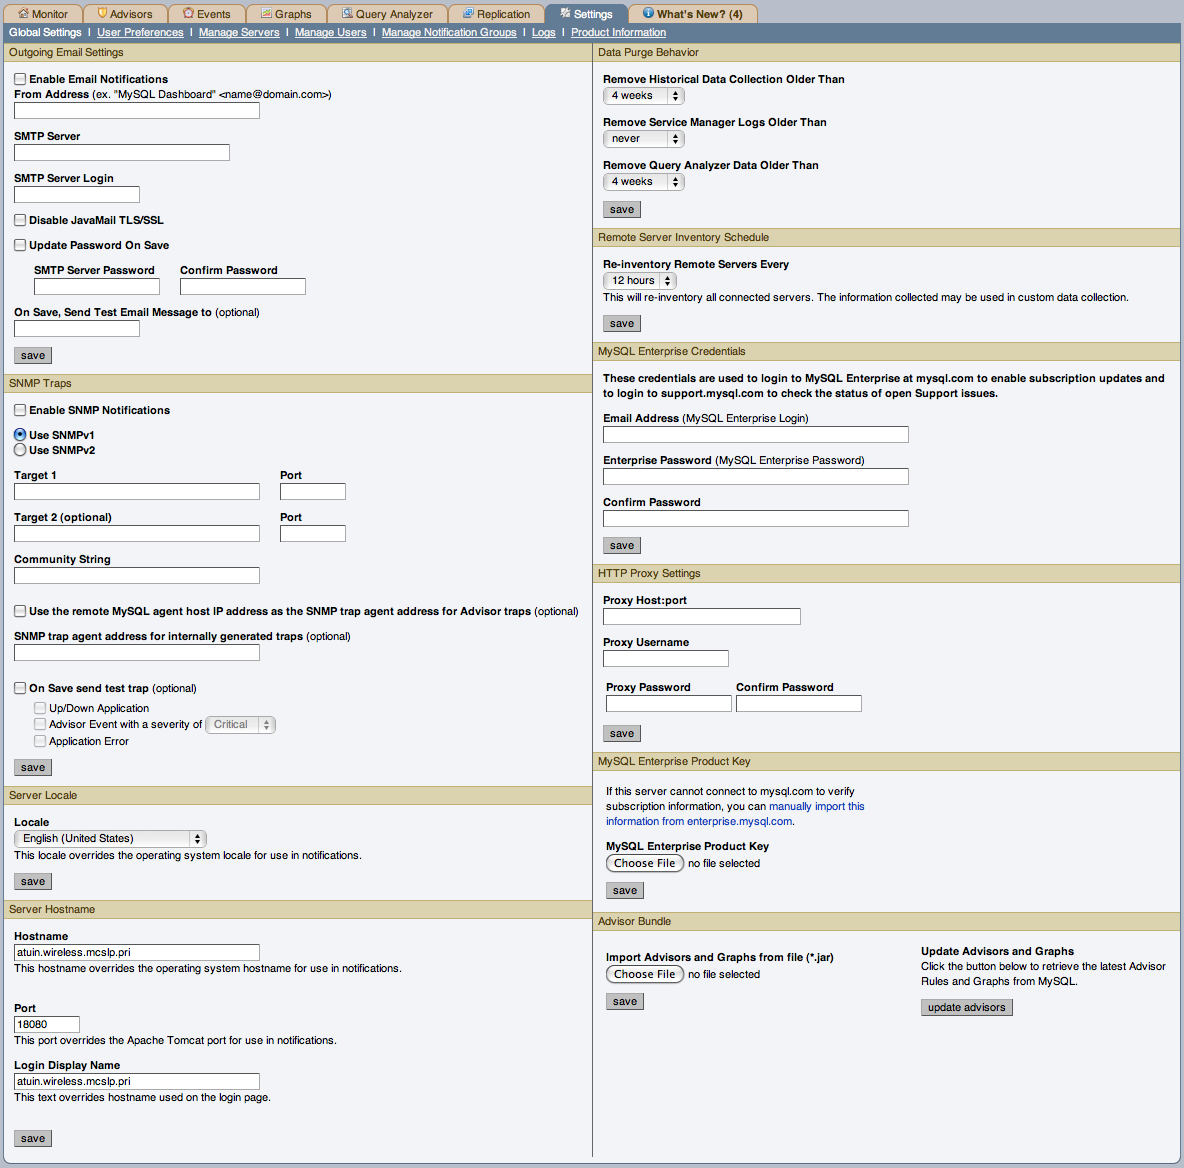 Monitor Advisors Events Graphs Query Analyzer Replication Settings What's New? (4)
Global Settings | User Preferences | Manage Servers | Manage Users | Manage Notification Groups | Logs | Product Information
Outgoing Email Settings
Enable Email Notifications
From Address (ex. "MySQL Dashboard" <name@domain.com>)
SMTP Server
SMTP Server Login
Disable JavaMail TLS/SSL
Update Password On Save
SMTP Server Password Confirm Password
On Save, Send Test Email Message to (optional)
save
SNMP Traps
Enable SNMP Notifications
Use SNMPv1
Use SNMPv2
Target 1 Port
Target 2 (optional) Port
Community String
Use the remote MySQL agent host IP address as the SNMP trap agent address for Advisor traps (optional)
SNMP trap agent address for internally generated traps (optional)
On Save send test trap (optional)
Up/Down Application
Advisor Event with a severity of Critical
Application Error
save
Server Locale
Locale
English (United States)
This locale overrides the operating system locale for use in notifications.
save
Server Hostname
Hostname
atuin.wireless.mcslp.pri
This hostname overrides the operating system hostname for use in notifications.
Port
18080
This port overrides the Apache Tomcat port for use in notifications.
Login Display Name
atuin.wireless.mcslp.pri
This text overrides hostname used on the login page.
save
Data Purge Behavior
Remove Historical Data Collection Older Than
4 weeks
Remove Service Manager Logs Older Than
never
Remove Query Analyzer Data Older Than
4 weeks
save
Remote Server Inventory Schedule
Re-inventory Remote Servers Every
12 hours
This will re-inventory all connected servers. The information collected may be used in custom data collection.
save
MySQL Enterprise Credentials
These credentials are used to login to MySQL Enterprise at mysql.com to enable subscription updates and
to login to support.mysql.com to check the status of open Support issues.
Email Address (MySQL Enterprise Login)
Enterprise Password (MySQL Enterprise Password)
Confirm Password
save
HTTP Proxy Settings
Proxy Host:port
Proxy Username
Proxy Password Confirm Password
save
MySQL Enterprise Product Key
If this server cannot connect to mysql.com to verify
subscription information, you can manually import this
information from enterprise.mysql.com.
MySQL Enterprise Product Key
Choose File no file selected
save
Advisor Bundle
Import Advisors and Graphs from file (*.jar)
Choose File no file selected
save
Update Advisors and Graphs
Click the button below to retrieve the latest Advisor
Rules and Graphs from MySQL.
update advisors